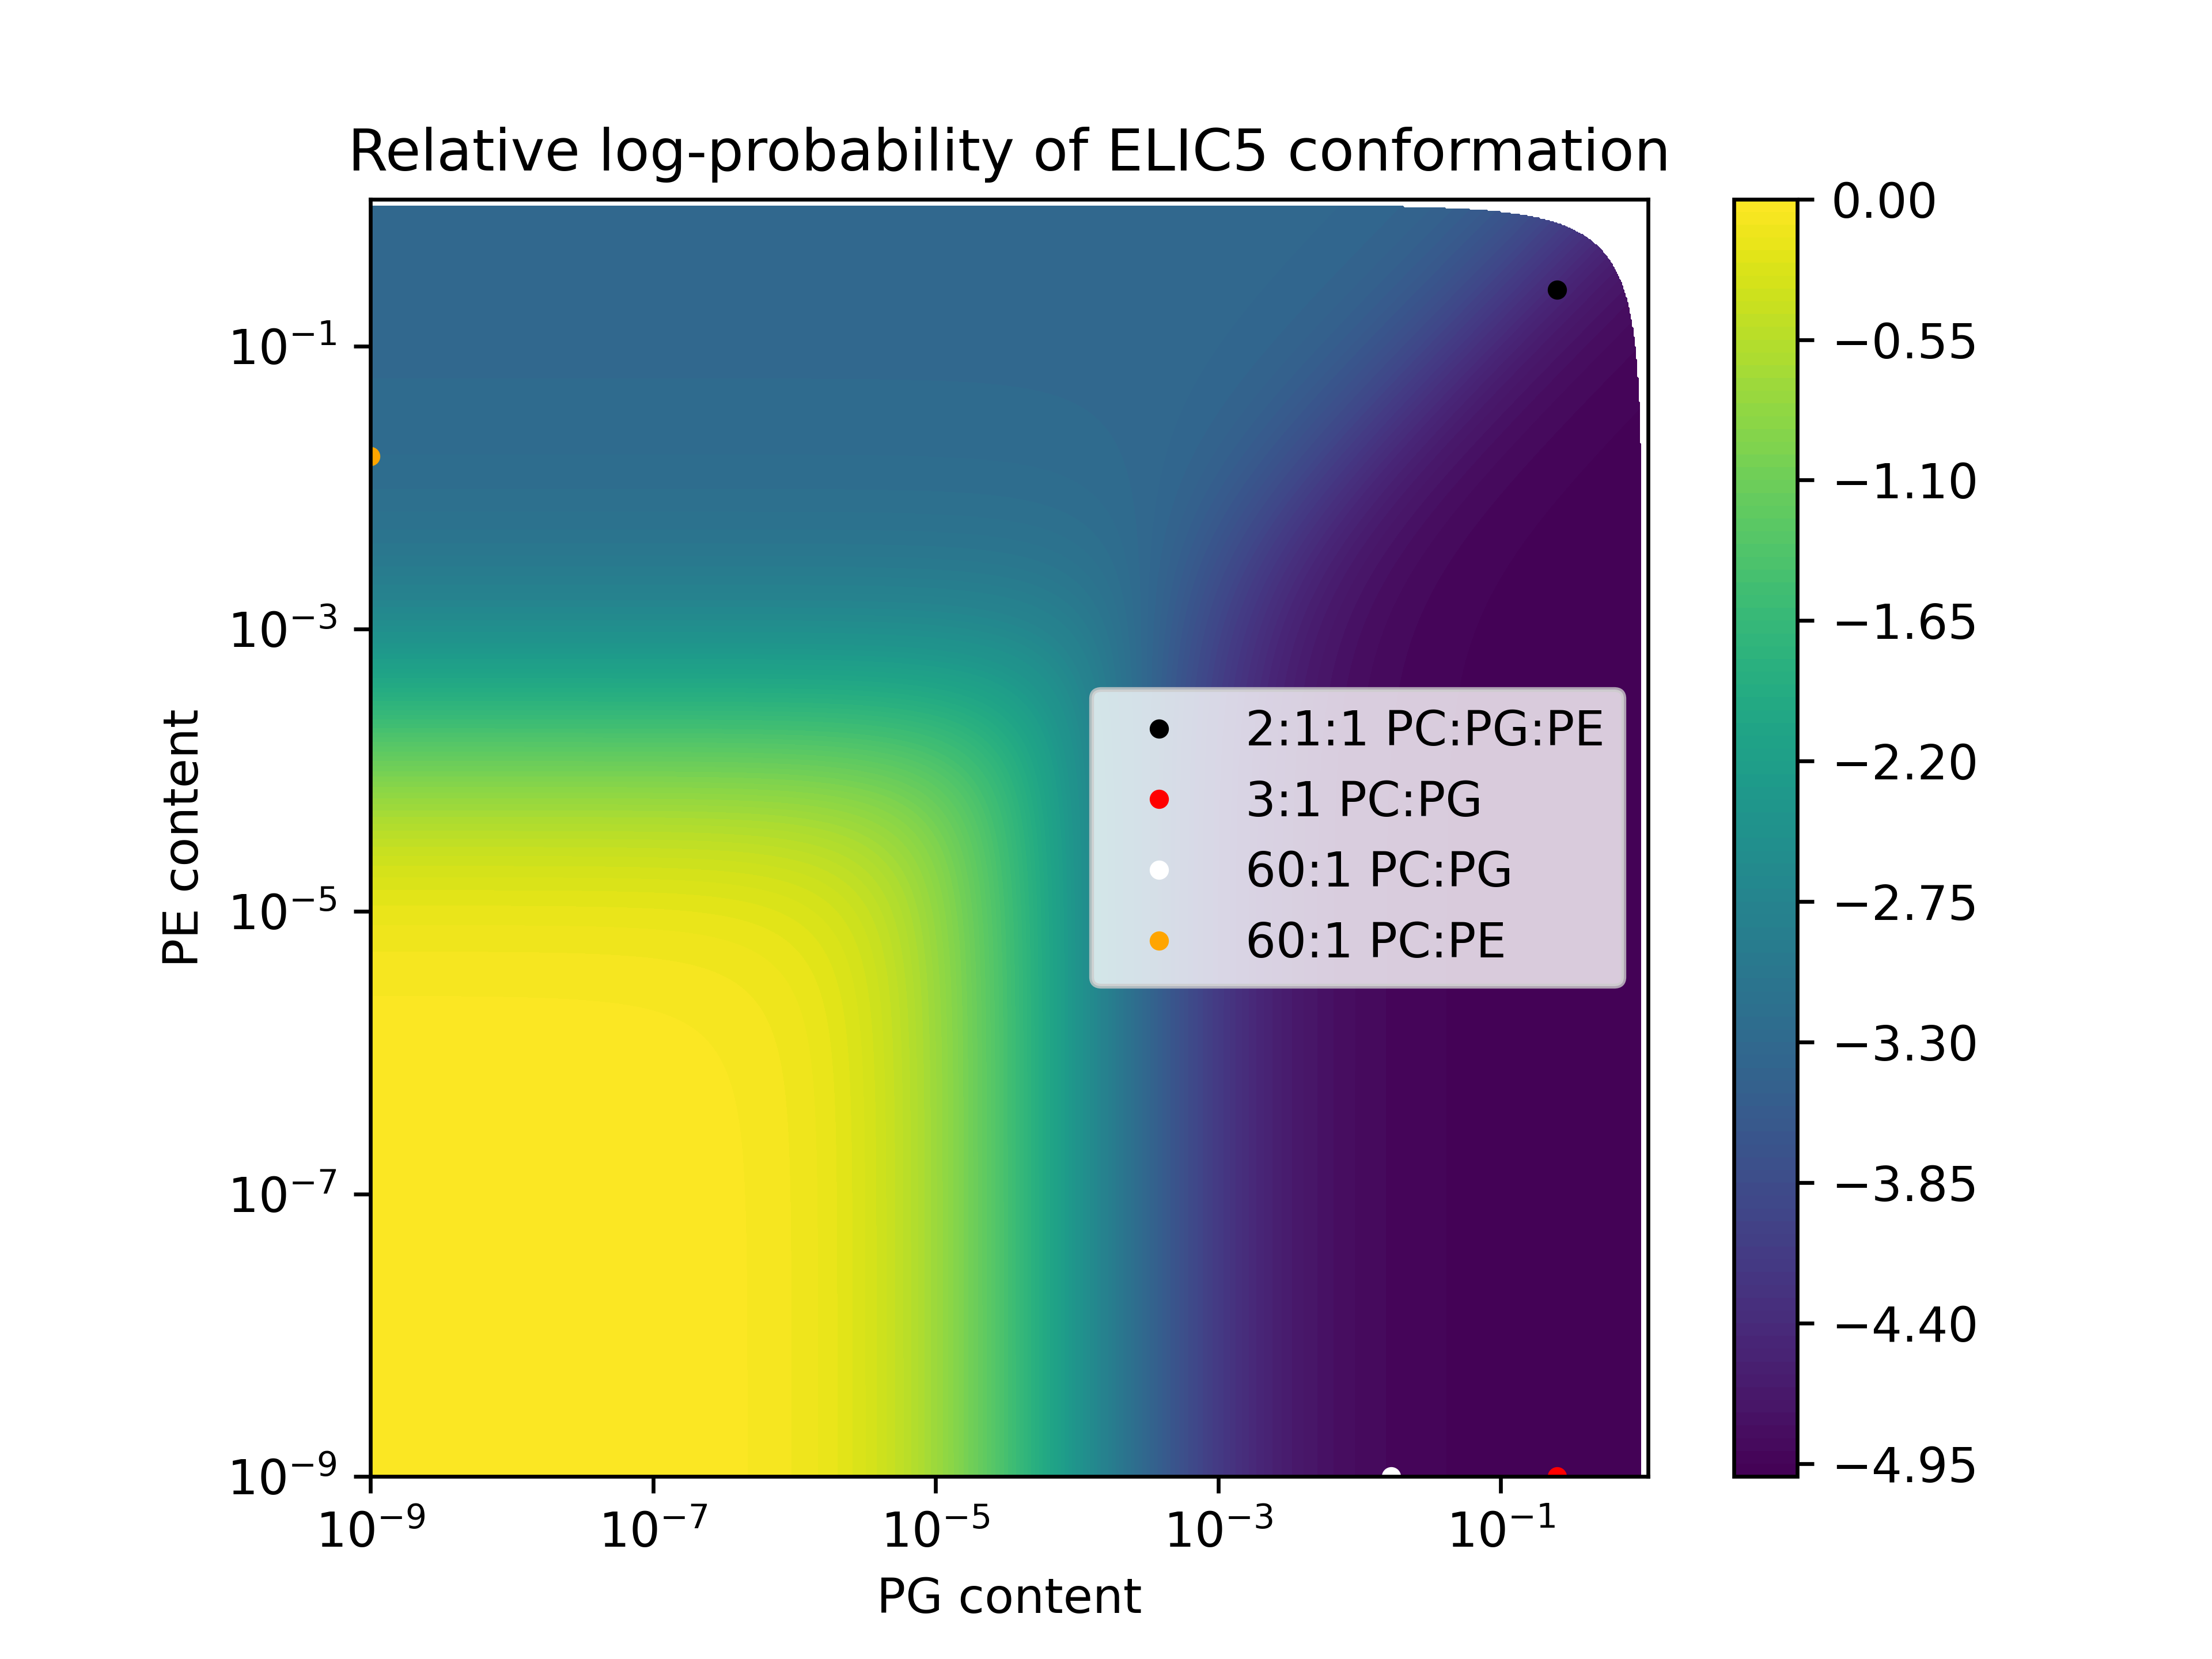 Relative log-probability of ELIC5 conformation
PE content
10⁻¹
10⁻³
10⁻⁵
10⁻⁷
10⁻⁹
2:1:1 PC:PG:PE
3:1 PC:PG
60:1 PC:PG
60:1 PC:PE
10⁻⁹ 10⁻⁷ 10⁻⁵ 10⁻³ 10⁻¹
PG content
0.00
−0.55
−1.10
−1.65
−2.20
−2.75
−3.30
−3.85
−4.40
−4.95